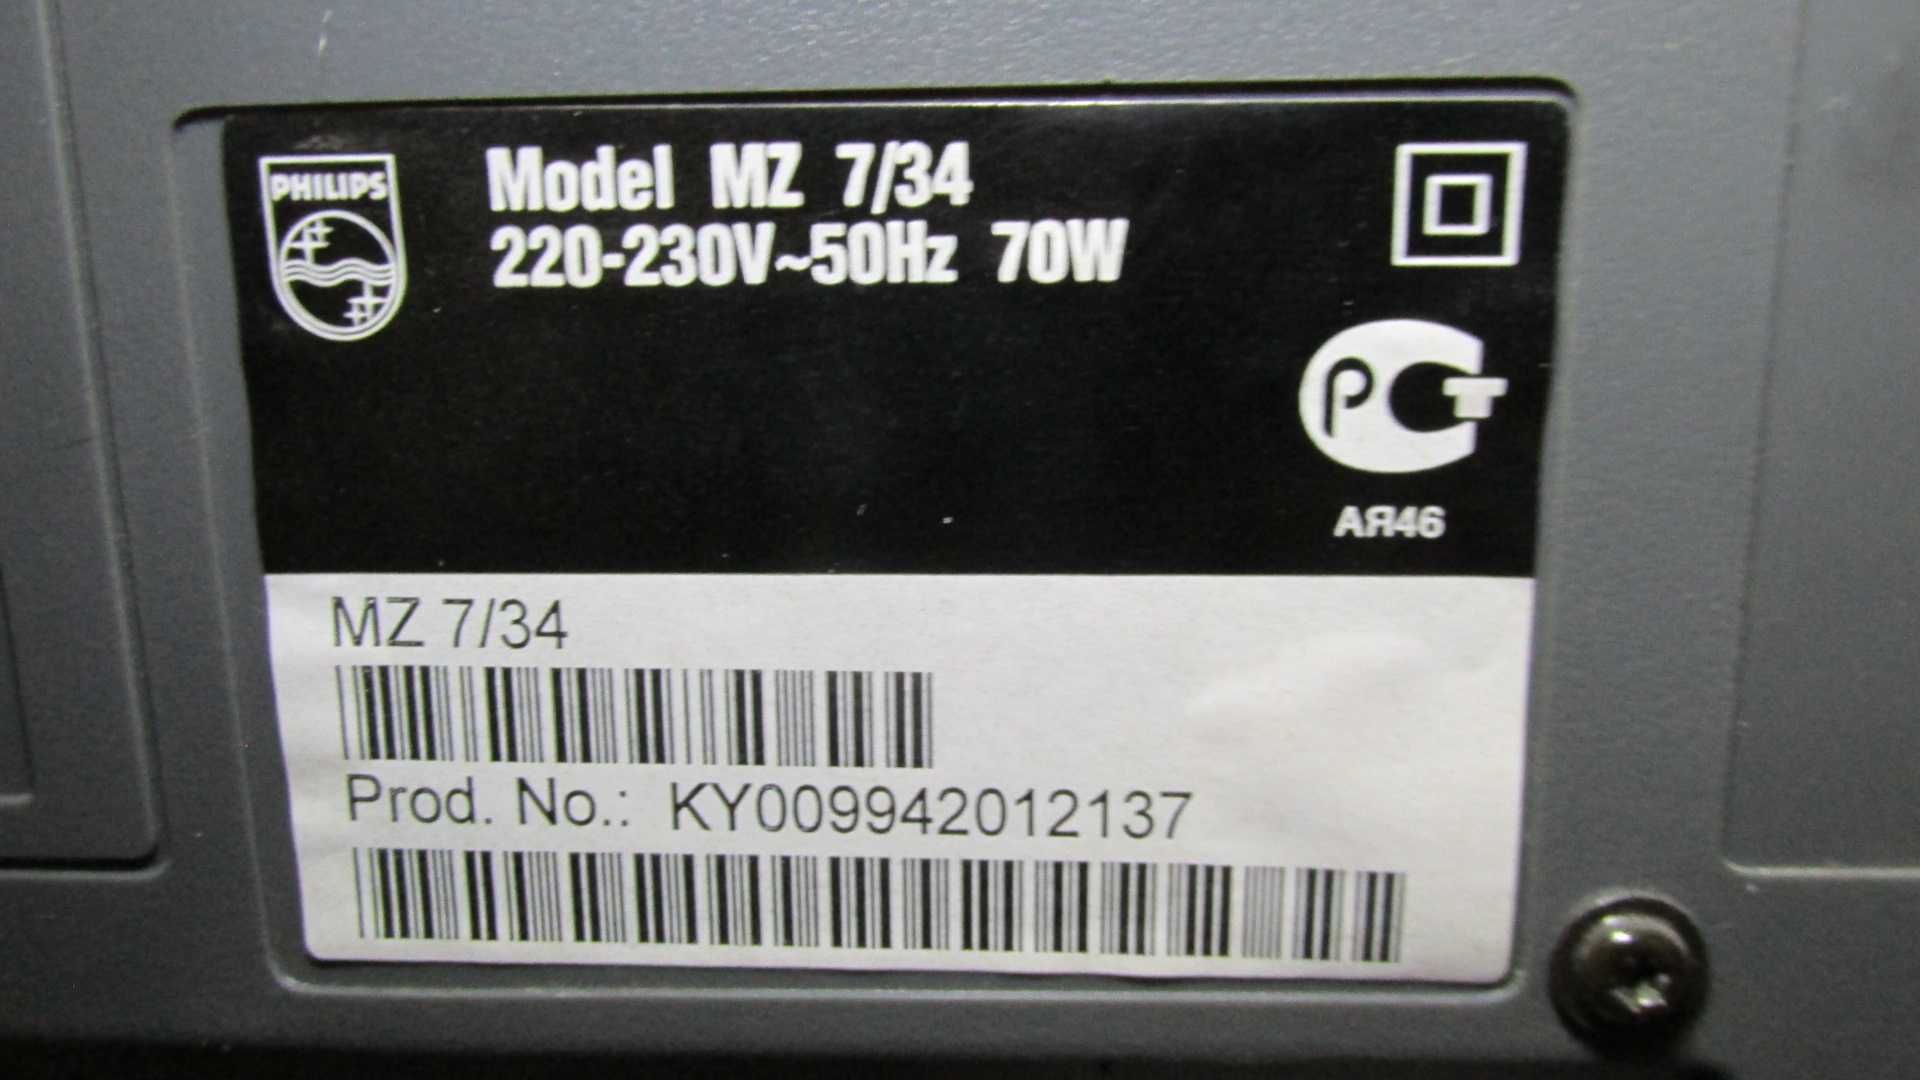 PHILIPS
Model MZ 7/34
220-230V~50Hz 70W
РСТ
АЯ46
MZ 7/34
Prod. No.: KY009942012137